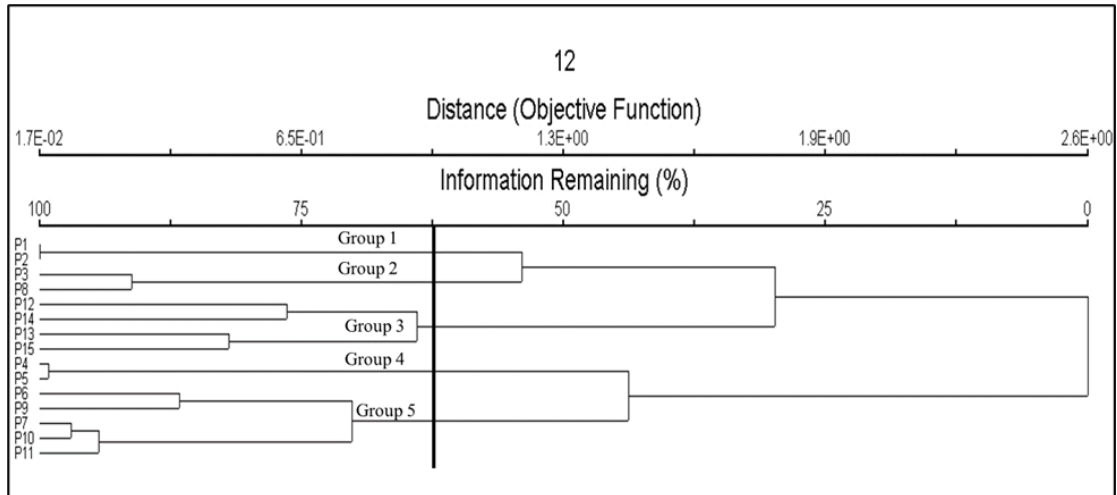 12
Distance (Objective Function)
1.7E-02 6.5E-01 1.3E+00 1.9E+00 2.6E+00
Information Remaining (%)
100 75 50 25 0
P1
Group 1
P2
P3
Group 2
P8
P12
P14
Group 3
P13
P15
P4
Group 4
P5
P6
P9
Group 5
P7
P10
P11